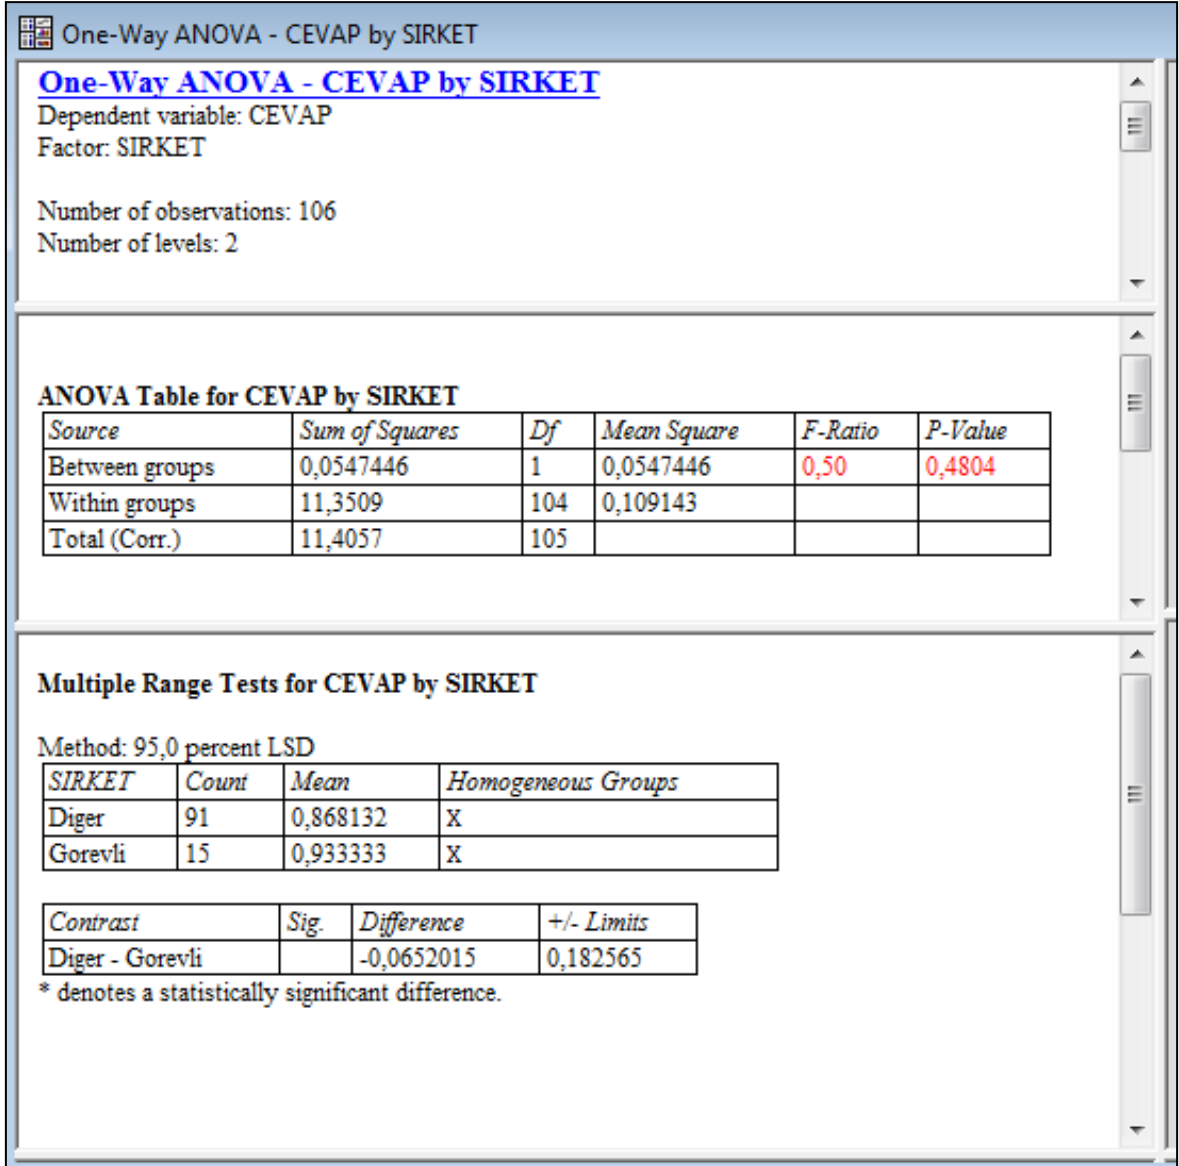 One-Way ANOVA - CEVAP by SIRKET
One-Way ANOVA - CEVAP by SIRKET
Dependent variable: CEVAP
Factor: SIRKET
Number of observations: 106
Number of levels: 2
ANOVA Table for CEVAP by SIRKET
Source Sum of Squares Df Mean Square F-Ratio P-Value
Between groups 0,0547446 1 0,0547446 0,50 0,4804
Within groups 11,3509 104 0,109143
Total (Corr.) 11,4057 105
Multiple Range Tests for CEVAP by SIRKET
Method: 95,0 percent LSD
SIRKET Count Mean Homogeneous Groups
Diger 91 0,868132 X
Gorevli 15 0,933333 X
Contrast Sig. Difference +/- Limits
Diger - Gorevli -0,0652015 0,182565
* denotes a statistically significant difference.